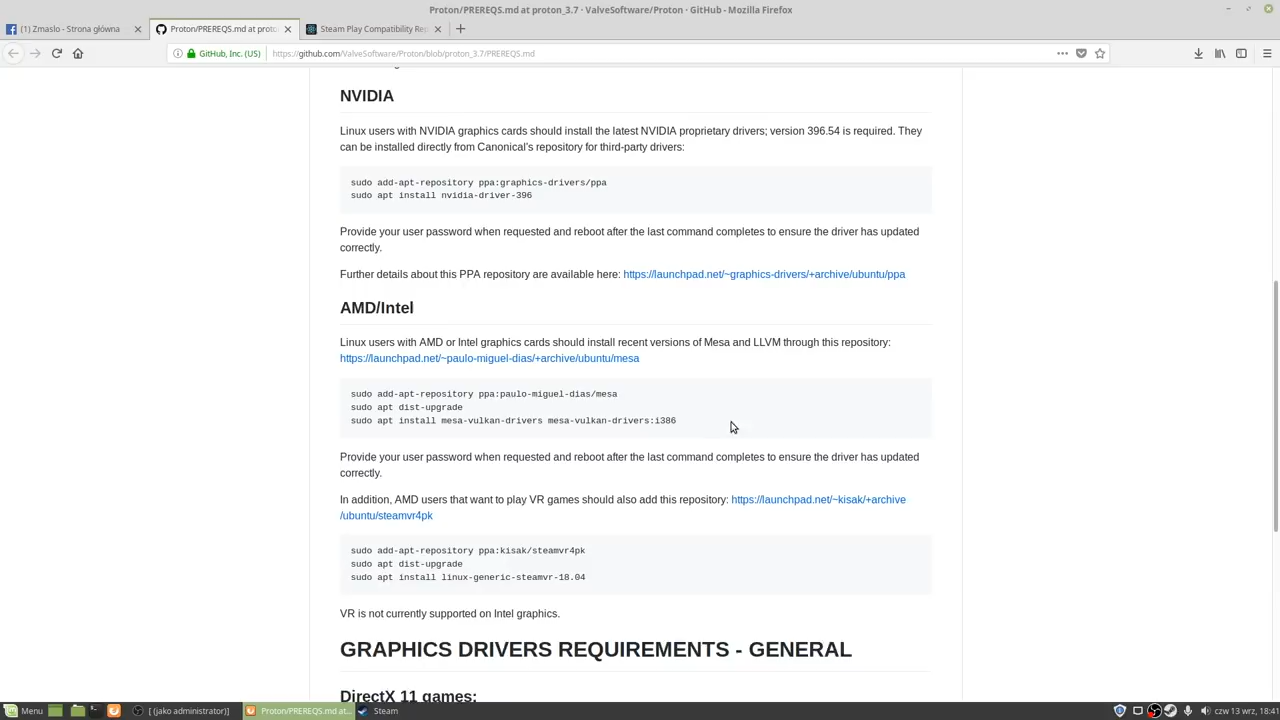 Proton/PREREQS.md at proton_3.7 · ValveSoftware/Proton · GitHub - Mozilla Firefox
(1) Zmaslo - Strona główna
Proton/PREREQS.md at proto
Steam Play Compatibility Rep
GitHub, Inc. (US)
https://github.com/ValveSoftware/Proton/blob/proton_3.7/PREREQS.md
NVIDIA
Linux users with NVIDIA graphics cards should install the latest NVIDIA proprietary drivers; version 396.54 is required. They
can be installed directly from Canonical's repository for third-party drivers:
sudo add-apt-repository ppa:graphics-drivers/ppa
sudo apt install nvidia-driver-396
Provide your user password when requested and reboot after the last command completes to ensure the driver has updated
correctly.
Further details about this PPA repository are available here: https://launchpad.net/~graphics-drivers/+archive/ubuntu/ppa
AMD/Intel
Linux users with AMD or Intel graphics cards should install recent versions of Mesa and LLVM through this repository:
https://launchpad.net/~paulo-miguel-dias/+archive/ubuntu/mesa
sudo add-apt-repository ppa:paulo-miguel-dias/mesa
sudo apt dist-upgrade
sudo apt install mesa-vulkan-drivers mesa-vulkan-drivers:i386
Provide your user password when requested and reboot after the last command completes to ensure the driver has updated
correctly.
In addition, AMD users that want to play VR games should also add this repository: https://launchpad.net/~kisak/+archive
/ubuntu/steamvr4pk
sudo add-apt-repository ppa:kisak/steamvr4pk
sudo apt dist-upgrade
sudo apt install linux-generic-steamvr-18.04
VR is not currently supported on Intel graphics.
GRAPHICS DRIVERS REQUIREMENTS - GENERAL
DirectX 11 games:
Menu
[ (jako administrator)]
Proton/PREREQS.md at...
Steam
czw 13 wrz, 18:41